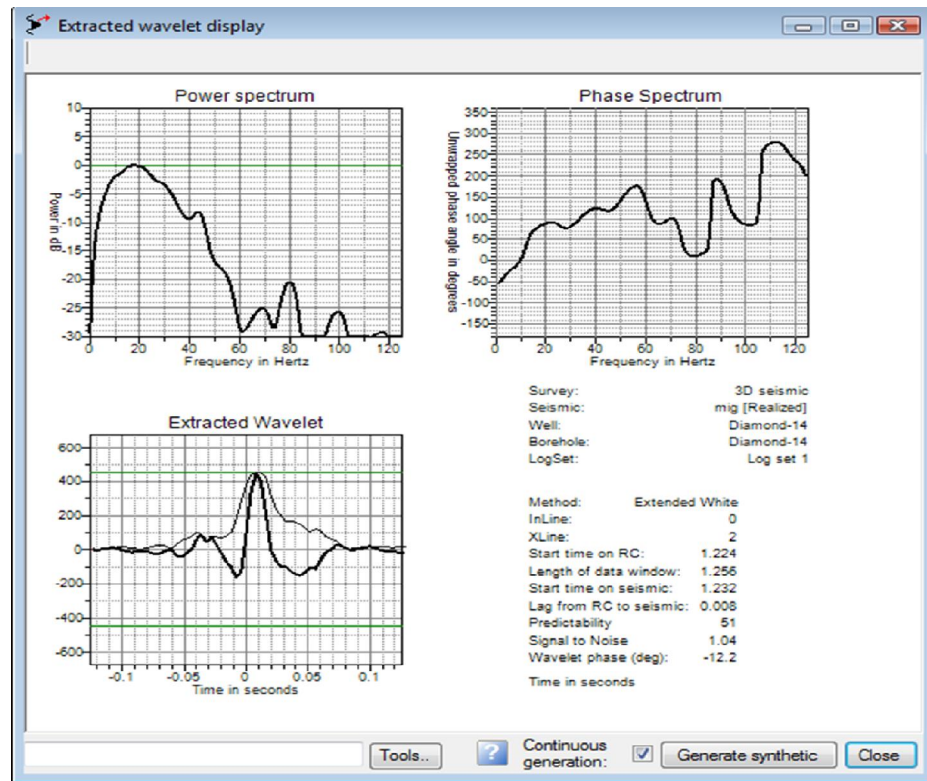 Extracted wavelet display
Power spectrum
10
5
0
-5
-10
-15
-20
-25
-30
Power in dB
0 20 40 60 80 100 120
Frequency in Hertz
Phase Spectrum
350
300
250
200
150
100
50
0
-50
-100
-150
Unwrapped phase angle in degrees
0 20 40 60 80 100 120
Frequency in Hertz
Extracted Wavelet
600
400
200
0
-200
-400
-600
-0.1 -0.05 0 0.05 0.1
Time in seconds
Survey: 3D seismic
Seismic: mig [Realized]
Well: Diamond-14
Borehole: Diamond-14
LogSet: Log set 1
Method: Extended White
InLine: 0
XLine: 2
Start time on RC: 1.224
Length of data window: 1.256
Start time on seismic: 1.232
Lag from RC to seismic: 0.008
Predictability 51
Signal to Noise 1.04
Wavelet phase (deg): -12.2
Time in seconds
Tools..
?
Continuous
generation:
Generate synthetic
Close